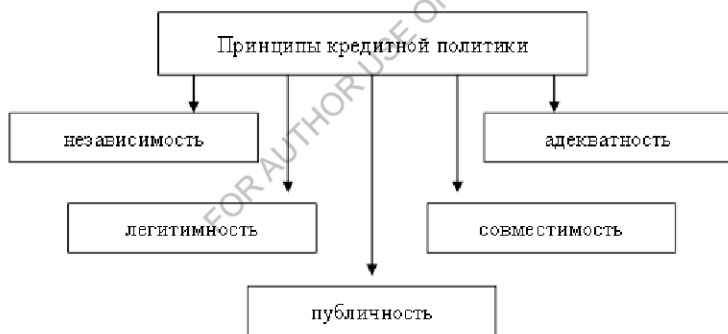 Принципы кредитной политики
независимость
адекватность
легитимность
совместимость
публичность
FOR AUTHOR USE